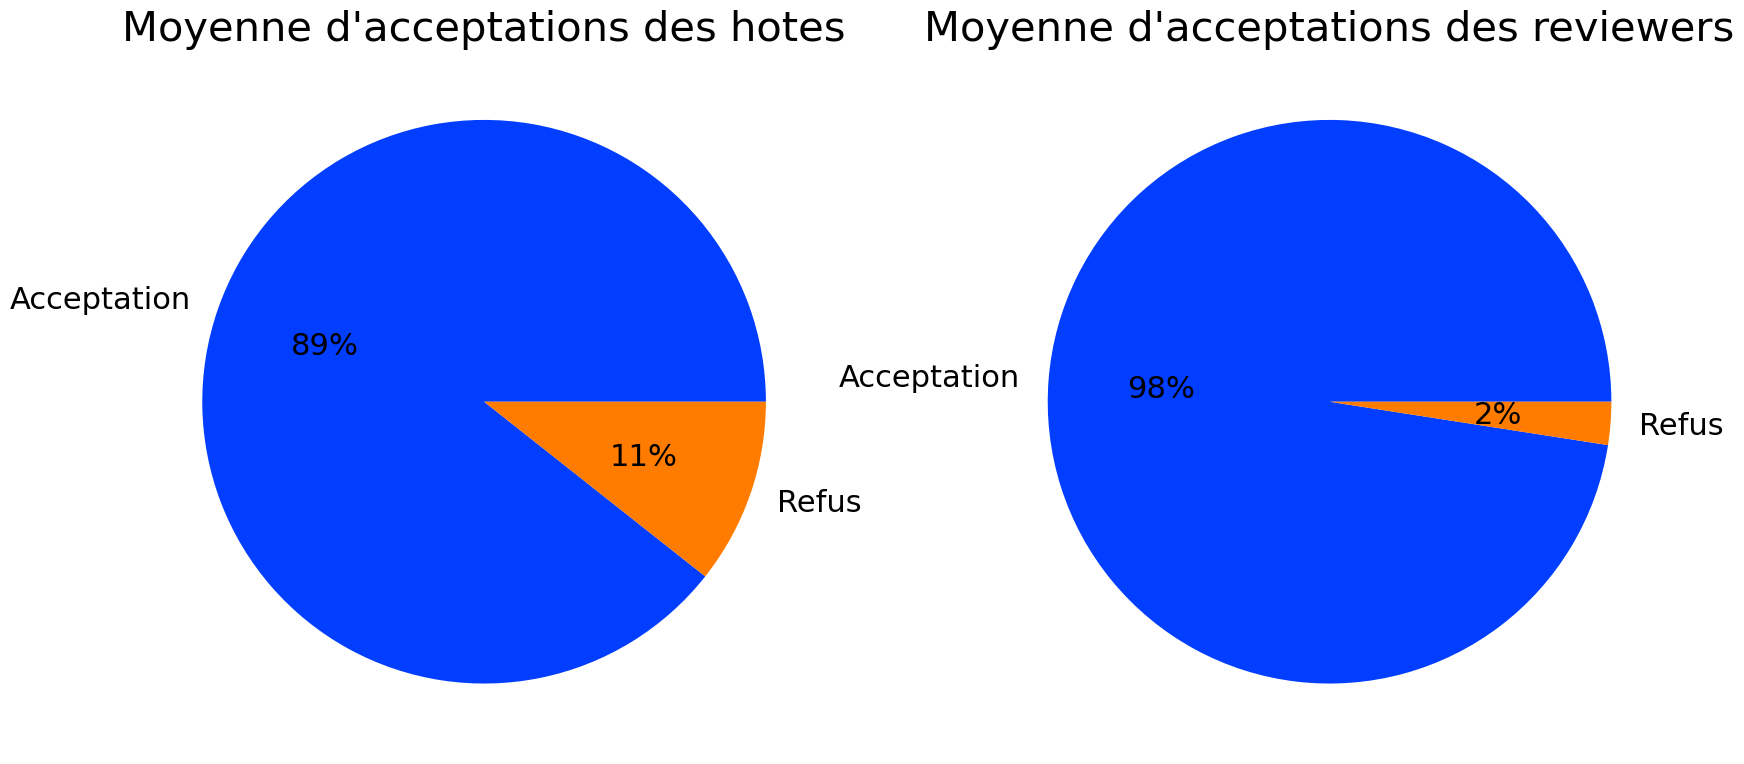 Moyenne d'acceptations des hotes
Acceptation
89%
11%
Refus
Moyenne d'acceptations des reviewers
Acceptation
98%
2%
Refus